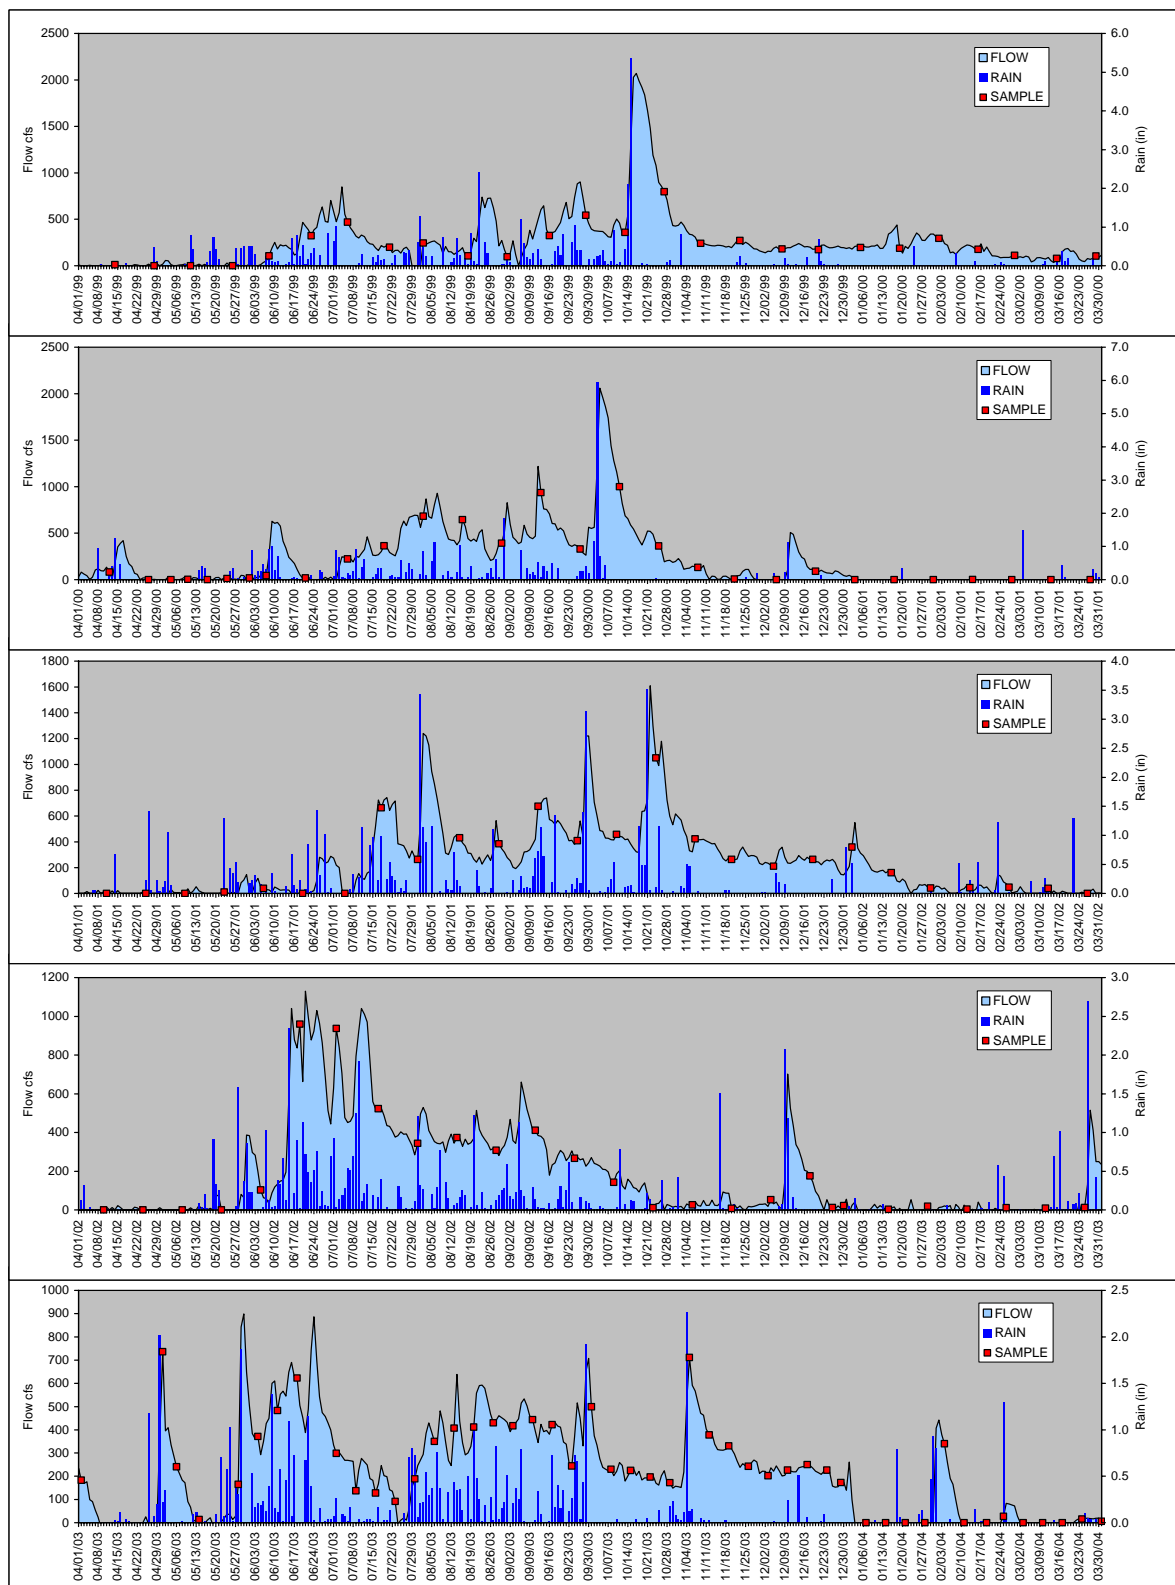 2500
2000
1500
1000
500
0
Flow cfs
6.0
5.0
4.0
3.0
2.0
1.0
0.0
Rain (in)
FLOW
RAIN
SAMPLE
04/01/99 04/08/99 04/15/99 04/22/99 04/29/99 05/06/99 05/13/99 05/20/99 05/27/99 06/03/99 06/10/99 06/17/99 06/24/99 07/01/99 07/08/99 07/15/99 07/22/99 07/29/99 08/05/99 08/12/99 08/19/99 08/26/99 09/02/99 09/09/99 09/16/99 09/23/99 09/30/99 10/07/99 10/14/99 10/21/99 10/28/99 11/04/99 11/11/99 11/18/99 11/25/99 12/02/99 12/09/99 12/16/99 12/23/99 12/30/99 01/06/00 01/13/00 01/20/00 01/27/00 02/03/00 02/10/00 02/17/00 02/24/00 03/02/00 03/09/00 03/16/00 03/23/00 03/30/00
2500
2000
1500
1000
500
0
Flow cfs
7.0
6.0
5.0
4.0
3.0
2.0
1.0
0.0
Rain (in)
FLOW
RAIN
SAMPLE
04/01/00 04/08/00 04/15/00 04/22/00 04/29/00 05/06/00 05/13/00 05/20/00 05/27/00 06/03/00 06/10/00 06/17/00 06/24/00 07/01/00 07/08/00 07/15/00 07/22/00 07/29/00 08/05/00 08/12/00 08/19/00 08/26/00 09/02/00 09/09/00 09/16/00 09/23/00 09/30/00 10/07/00 10/14/00 10/21/00 10/28/00 11/04/00 11/11/00 11/18/00 11/25/00 12/02/00 12/09/00 12/16/00 12/23/00 12/30/00 01/06/01 01/13/01 01/20/01 01/27/01 02/03/01 02/10/01 02/17/01 02/24/01 03/03/01 03/10/01 03/17/01 03/24/01 03/31/01
1800
1600
1400
1200
1000
800
600
400
200
0
Flow cfs
4.0
3.5
3.0
2.5
2.0
1.5
1.0
0.5
0.0
Rain (in)
FLOW
RAIN
SAMPLE
04/01/01 04/08/01 04/15/01 04/22/01 04/29/01 05/06/01 05/13/01 05/20/01 05/27/01 06/03/01 06/10/01 06/17/01 06/24/01 07/01/01 07/08/01 07/15/01 07/22/01 07/29/01 08/05/01 08/12/01 08/19/01 08/26/01 09/02/01 09/09/01 09/16/01 09/23/01 09/30/01 10/07/01 10/14/01 10/21/01 10/28/01 11/04/01 11/11/01 11/18/01 11/25/01 12/02/01 12/09/01 12/16/01 12/23/01 12/30/01 01/06/02 01/13/02 01/20/02 01/27/02 02/03/02 02/10/02 02/17/02 02/24/02 03/03/02 03/10/02 03/17/02 03/24/02 03/31/02
1200
1000
800
600
400
200
0
Flow cfs
3.0
2.5
2.0
1.5
1.0
0.5
0.0
Rain (in)
FLOW
RAIN
SAMPLE
04/01/02 04/08/02 04/15/02 04/22/02 04/29/02 05/06/02 05/13/02 05/20/02 05/27/02 06/03/02 06/10/02 06/17/02 06/24/02 07/01/02 07/08/02 07/15/02 07/22/02 07/29/02 08/05/02 08/12/02 08/19/02 08/26/02 09/02/02 09/09/02 09/16/02 09/23/02 09/30/02 10/07/02 10/14/02 10/21/02 10/28/02 11/04/02 11/11/02 11/18/02 11/25/02 12/02/02 12/09/02 12/16/02 12/23/02 12/30/02 01/06/03 01/13/03 01/20/03 01/27/03 02/03/03 02/10/03 02/17/03 02/24/03 03/03/03 03/10/03 03/17/03 03/24/03 03/31/03
1000
900
800
700
600
500
400
300
200
100
0
Flow cfs
2.5
2.0
1.5
1.0
0.5
0.0
Rain (in)
FLOW
RAIN
SAMPLE
04/01/03 04/08/03 04/15/03 04/22/03 04/29/03 05/06/03 05/13/03 05/20/03 05/27/03 06/03/03 06/10/03 06/17/03 06/24/03 07/01/03 07/08/03 07/15/03 07/22/03 07/29/03 08/05/03 08/12/03 08/19/03 08/26/03 09/02/03 09/09/03 09/16/03 09/23/03 09/30/03 10/07/03 10/14/03 10/21/03 10/28/03 11/04/03 11/11/03 11/18/03 11/25/03 12/02/03 12/09/03 12/16/03 12/23/03 12/30/03 01/06/04 01/13/04 01/20/04 01/27/04 02/03/04 02/10/04 02/17/04 02/24/04 03/02/04 03/09/04 03/16/04 03/23/04 03/30/04